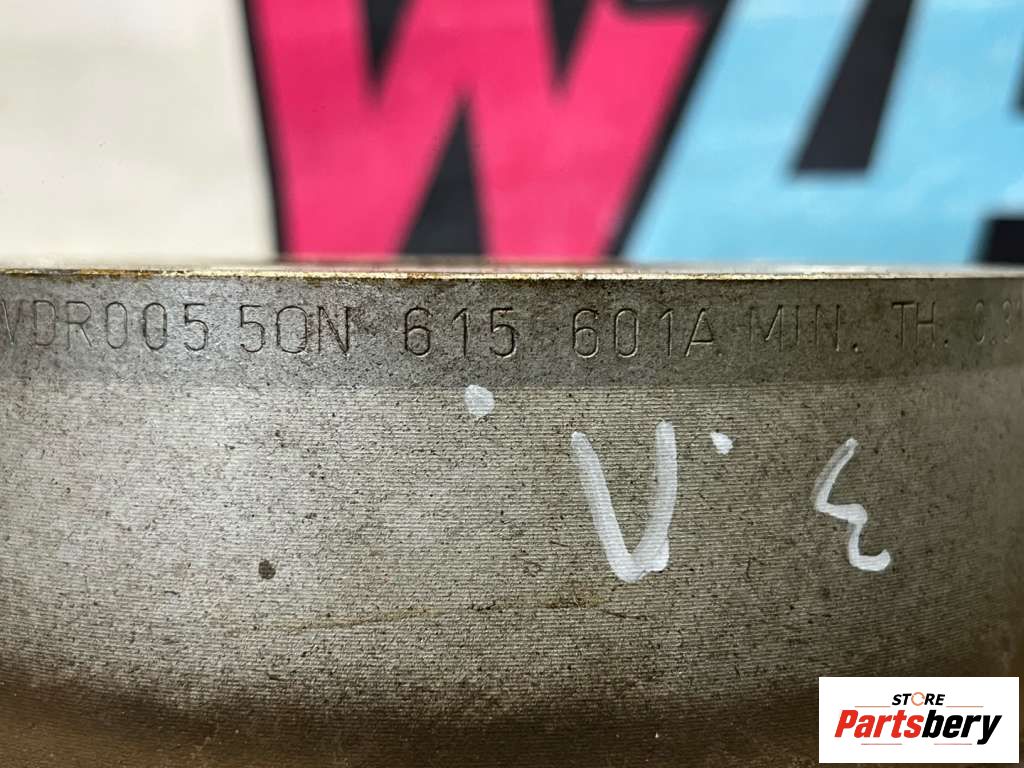 VDR005 5QN 615 601A MIN. TH.
V
STORE
Partsbery